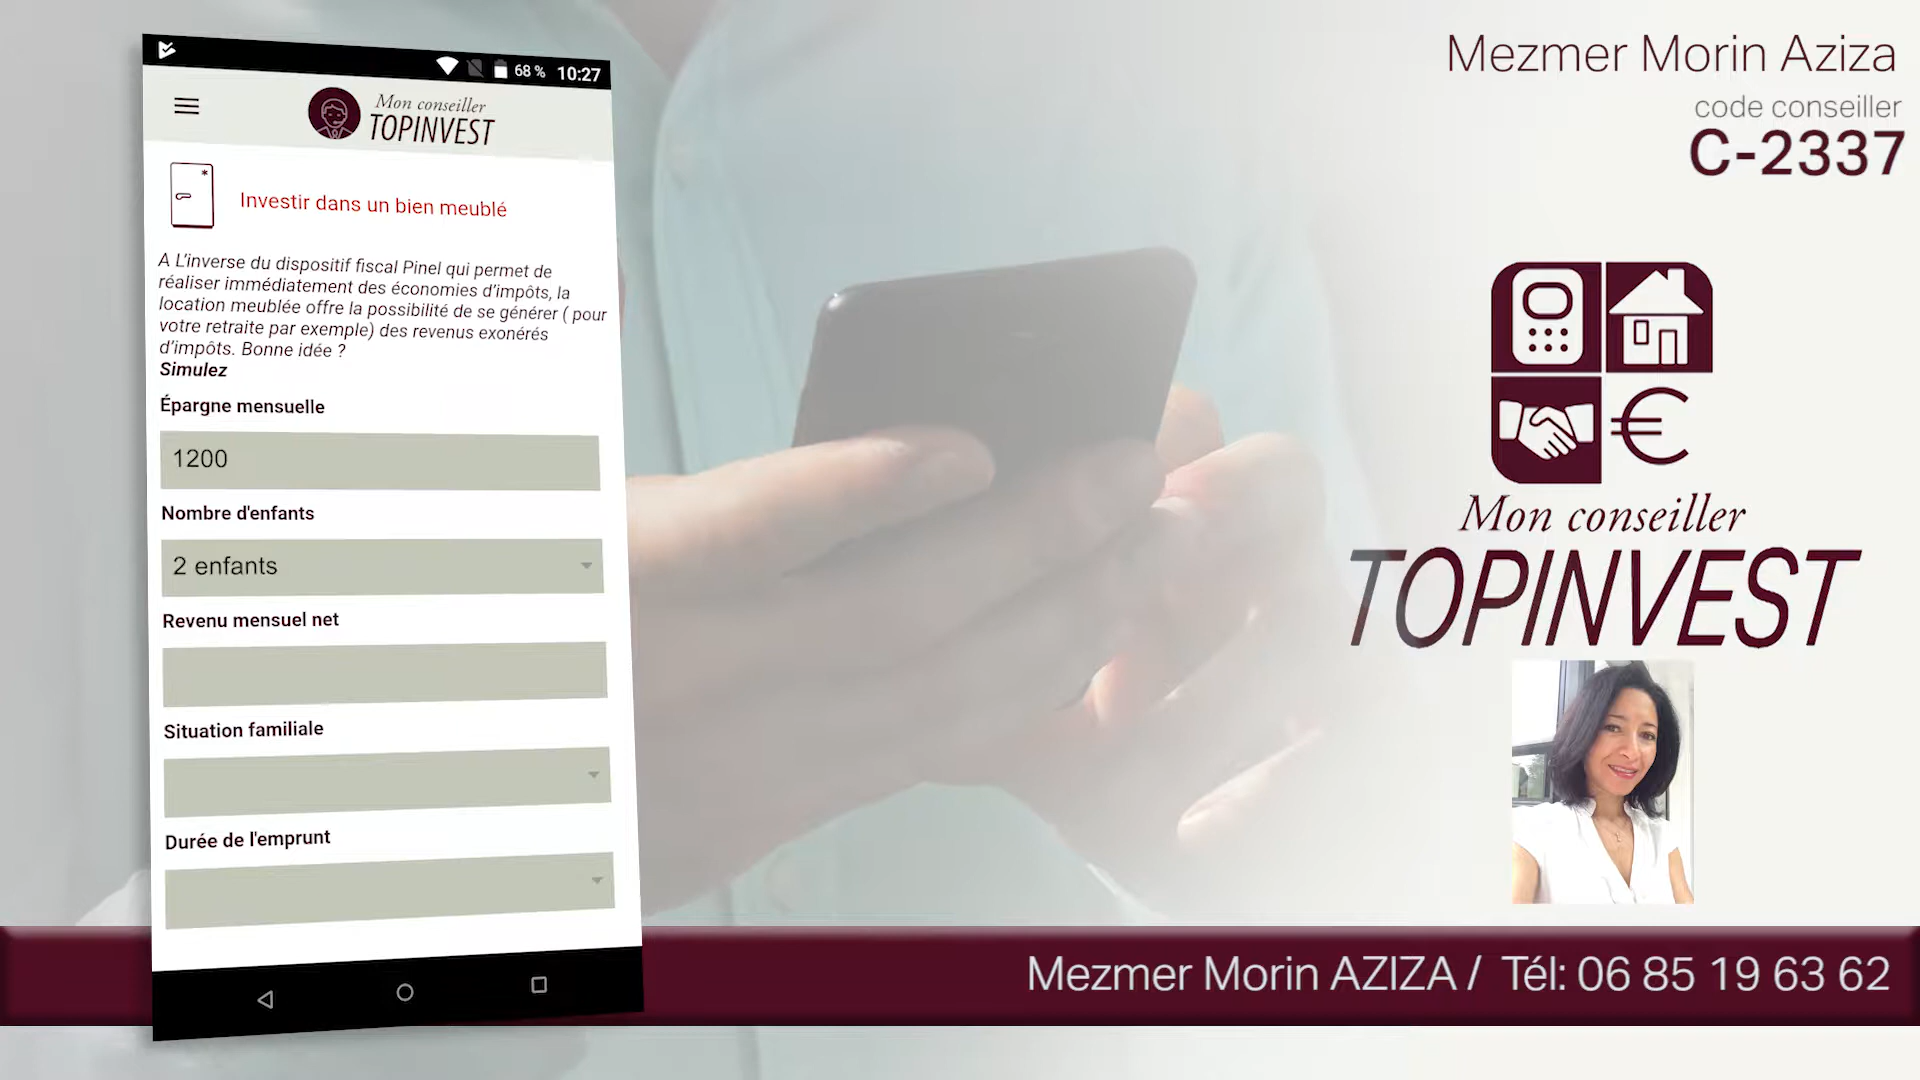 68 % 10:27
Mon conseiller
TOPINVEST
Investir dans un bien meublé
A L'inverse du dispositif fiscal Pinel qui permet de
réaliser immédiatement des économies d'impôts, la
location meublée offre la possibilité de se générer ( pour
votre retraite par exemple) des revenus exonérés
d'impôts. Bonne idée ?
Simulez
Épargne mensuelle
1200
Nombre d'enfants
2 enfants
Revenu mensuel net
Situation familiale
Durée de l'emprunt
Mezmer Morin Aziza
code conseiller
C-2337
€
Mon conseiller
TOPINVEST
Mezmer Morin AZIZA / Tél: 06 85 19 63 62